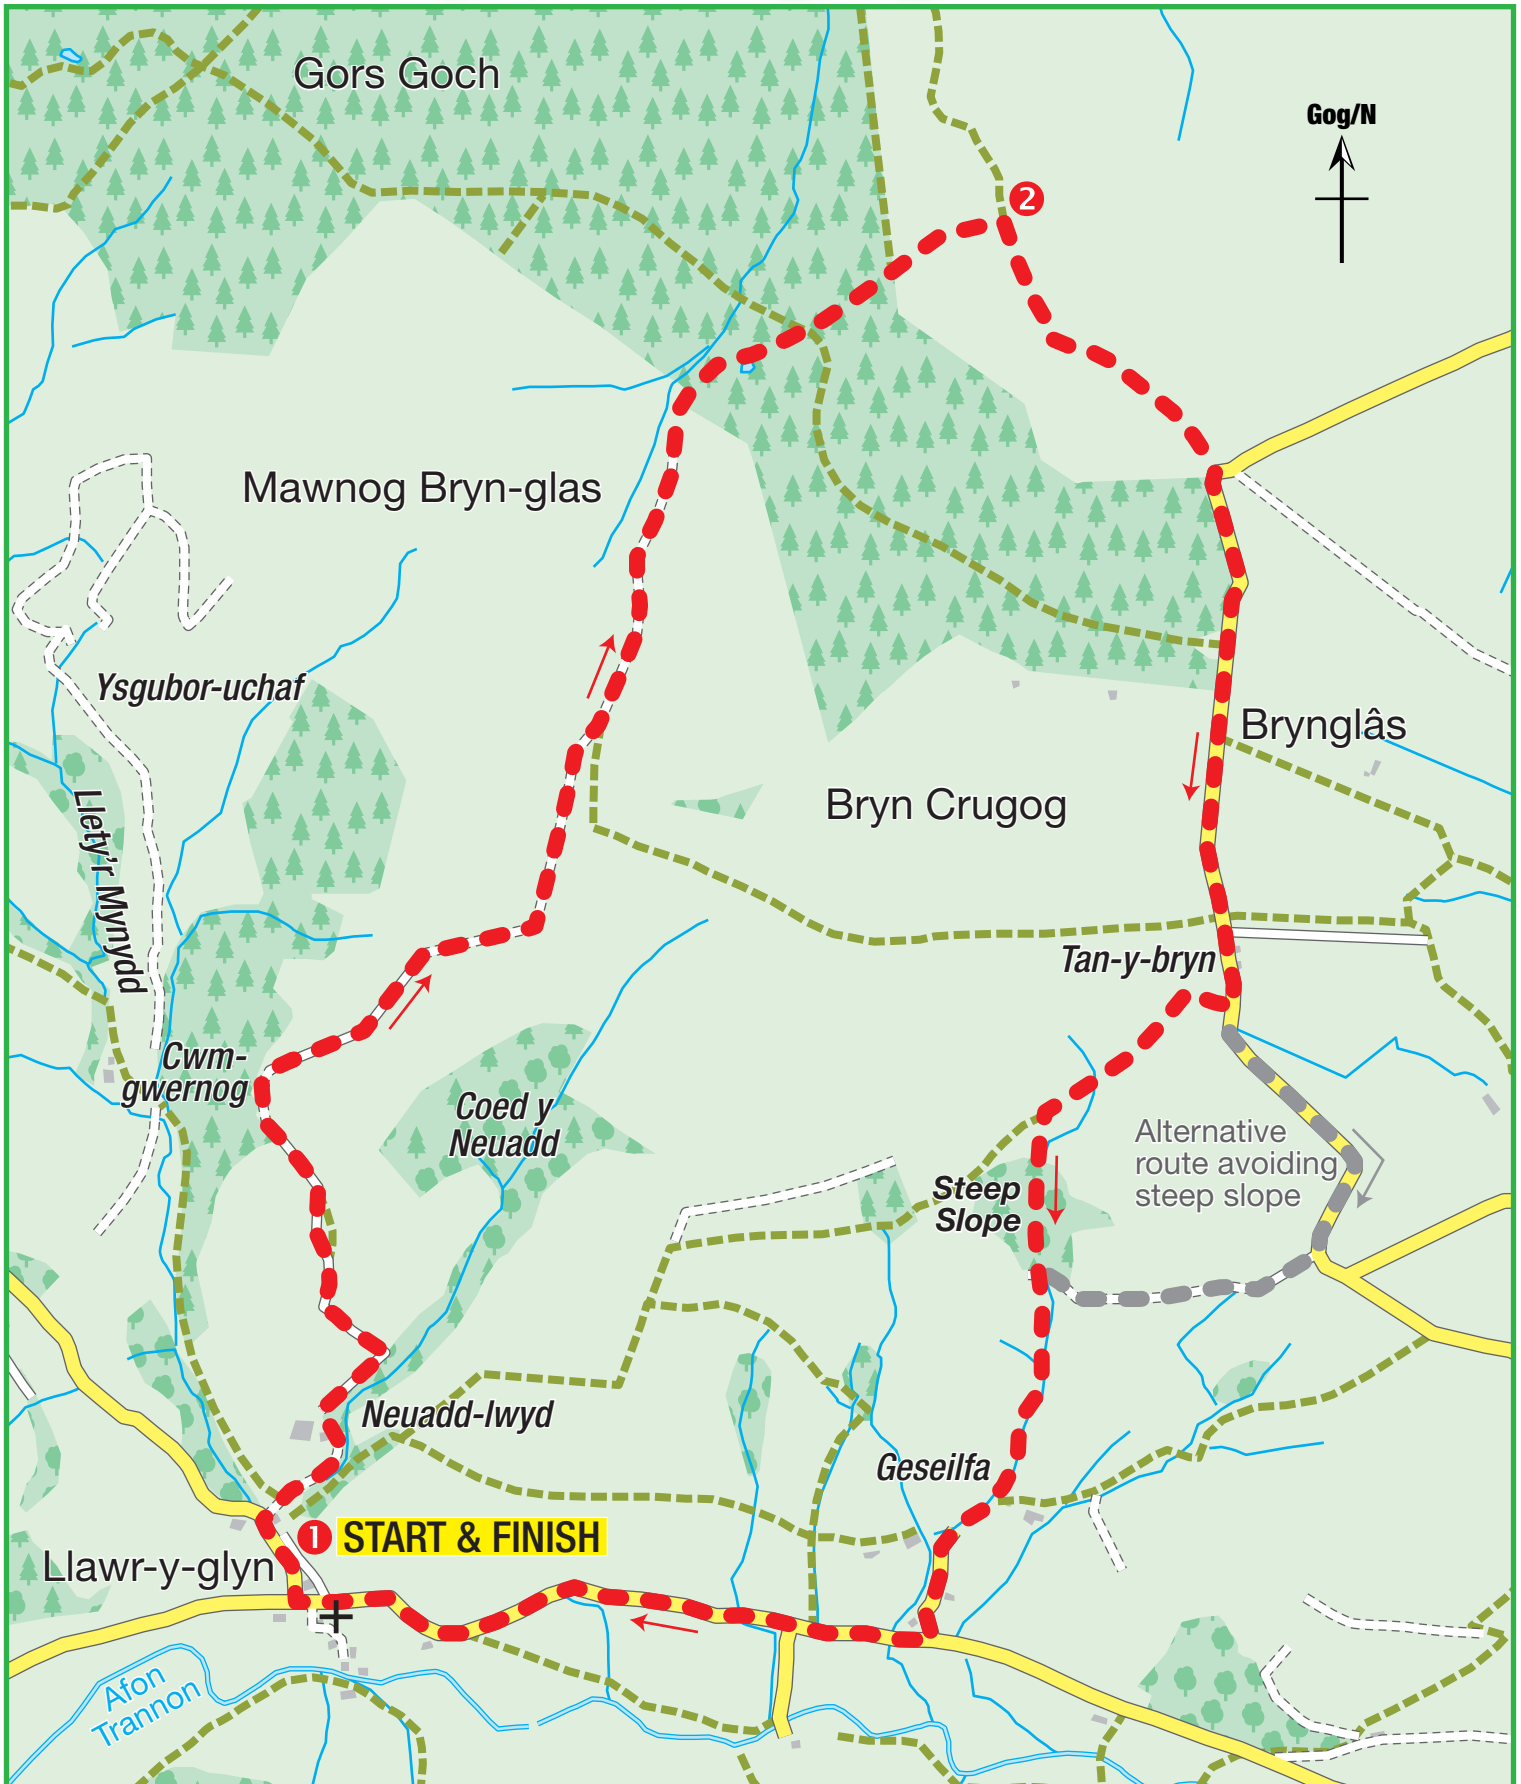 Gors Goch
Gog/N
2
Mawnog Bryn-glas
Ysgubor-uchaf
Brynglâs
Llety'r Mynydd
Bryn Crugog
Tan-y-bryn
Cwm-
gwernog
Coed y
Neuadd
Alternative
route avoiding
steep slope
Steep
Slope
Neuadd-lwyd
Geseilfa
1 START & FINISH
Llawr-y-glyn
Afon
Trannon